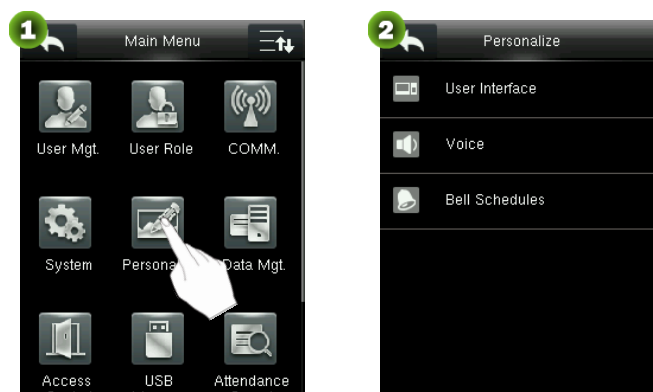 1
Main Menu
User Mgt.
User Role
COMM.
System
Persona
Data Mgt.
Access
USB
Attendance
2
Personalize
User Interface
Voice
Bell Schedules